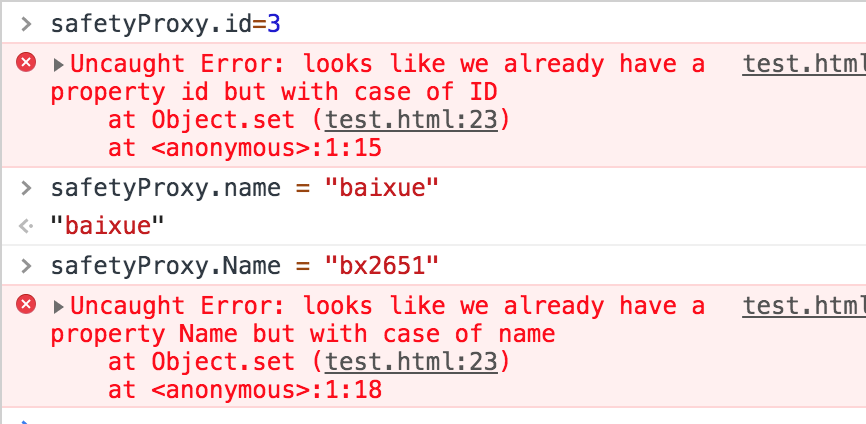 > safetyProxy.id=3
▶Uncaught Error: looks like we already have a test.html
property id but with case of ID
at Object.set (test.html:23)
at <anonymous>:1:15
> safetyProxy.name = "baixue"
"baixue"
> safetyProxy.Name = "bx2651"
▶Uncaught Error: looks like we already have a test.html
property Name but with case of name
at Object.set (test.html:23)
at <anonymous>:1:18